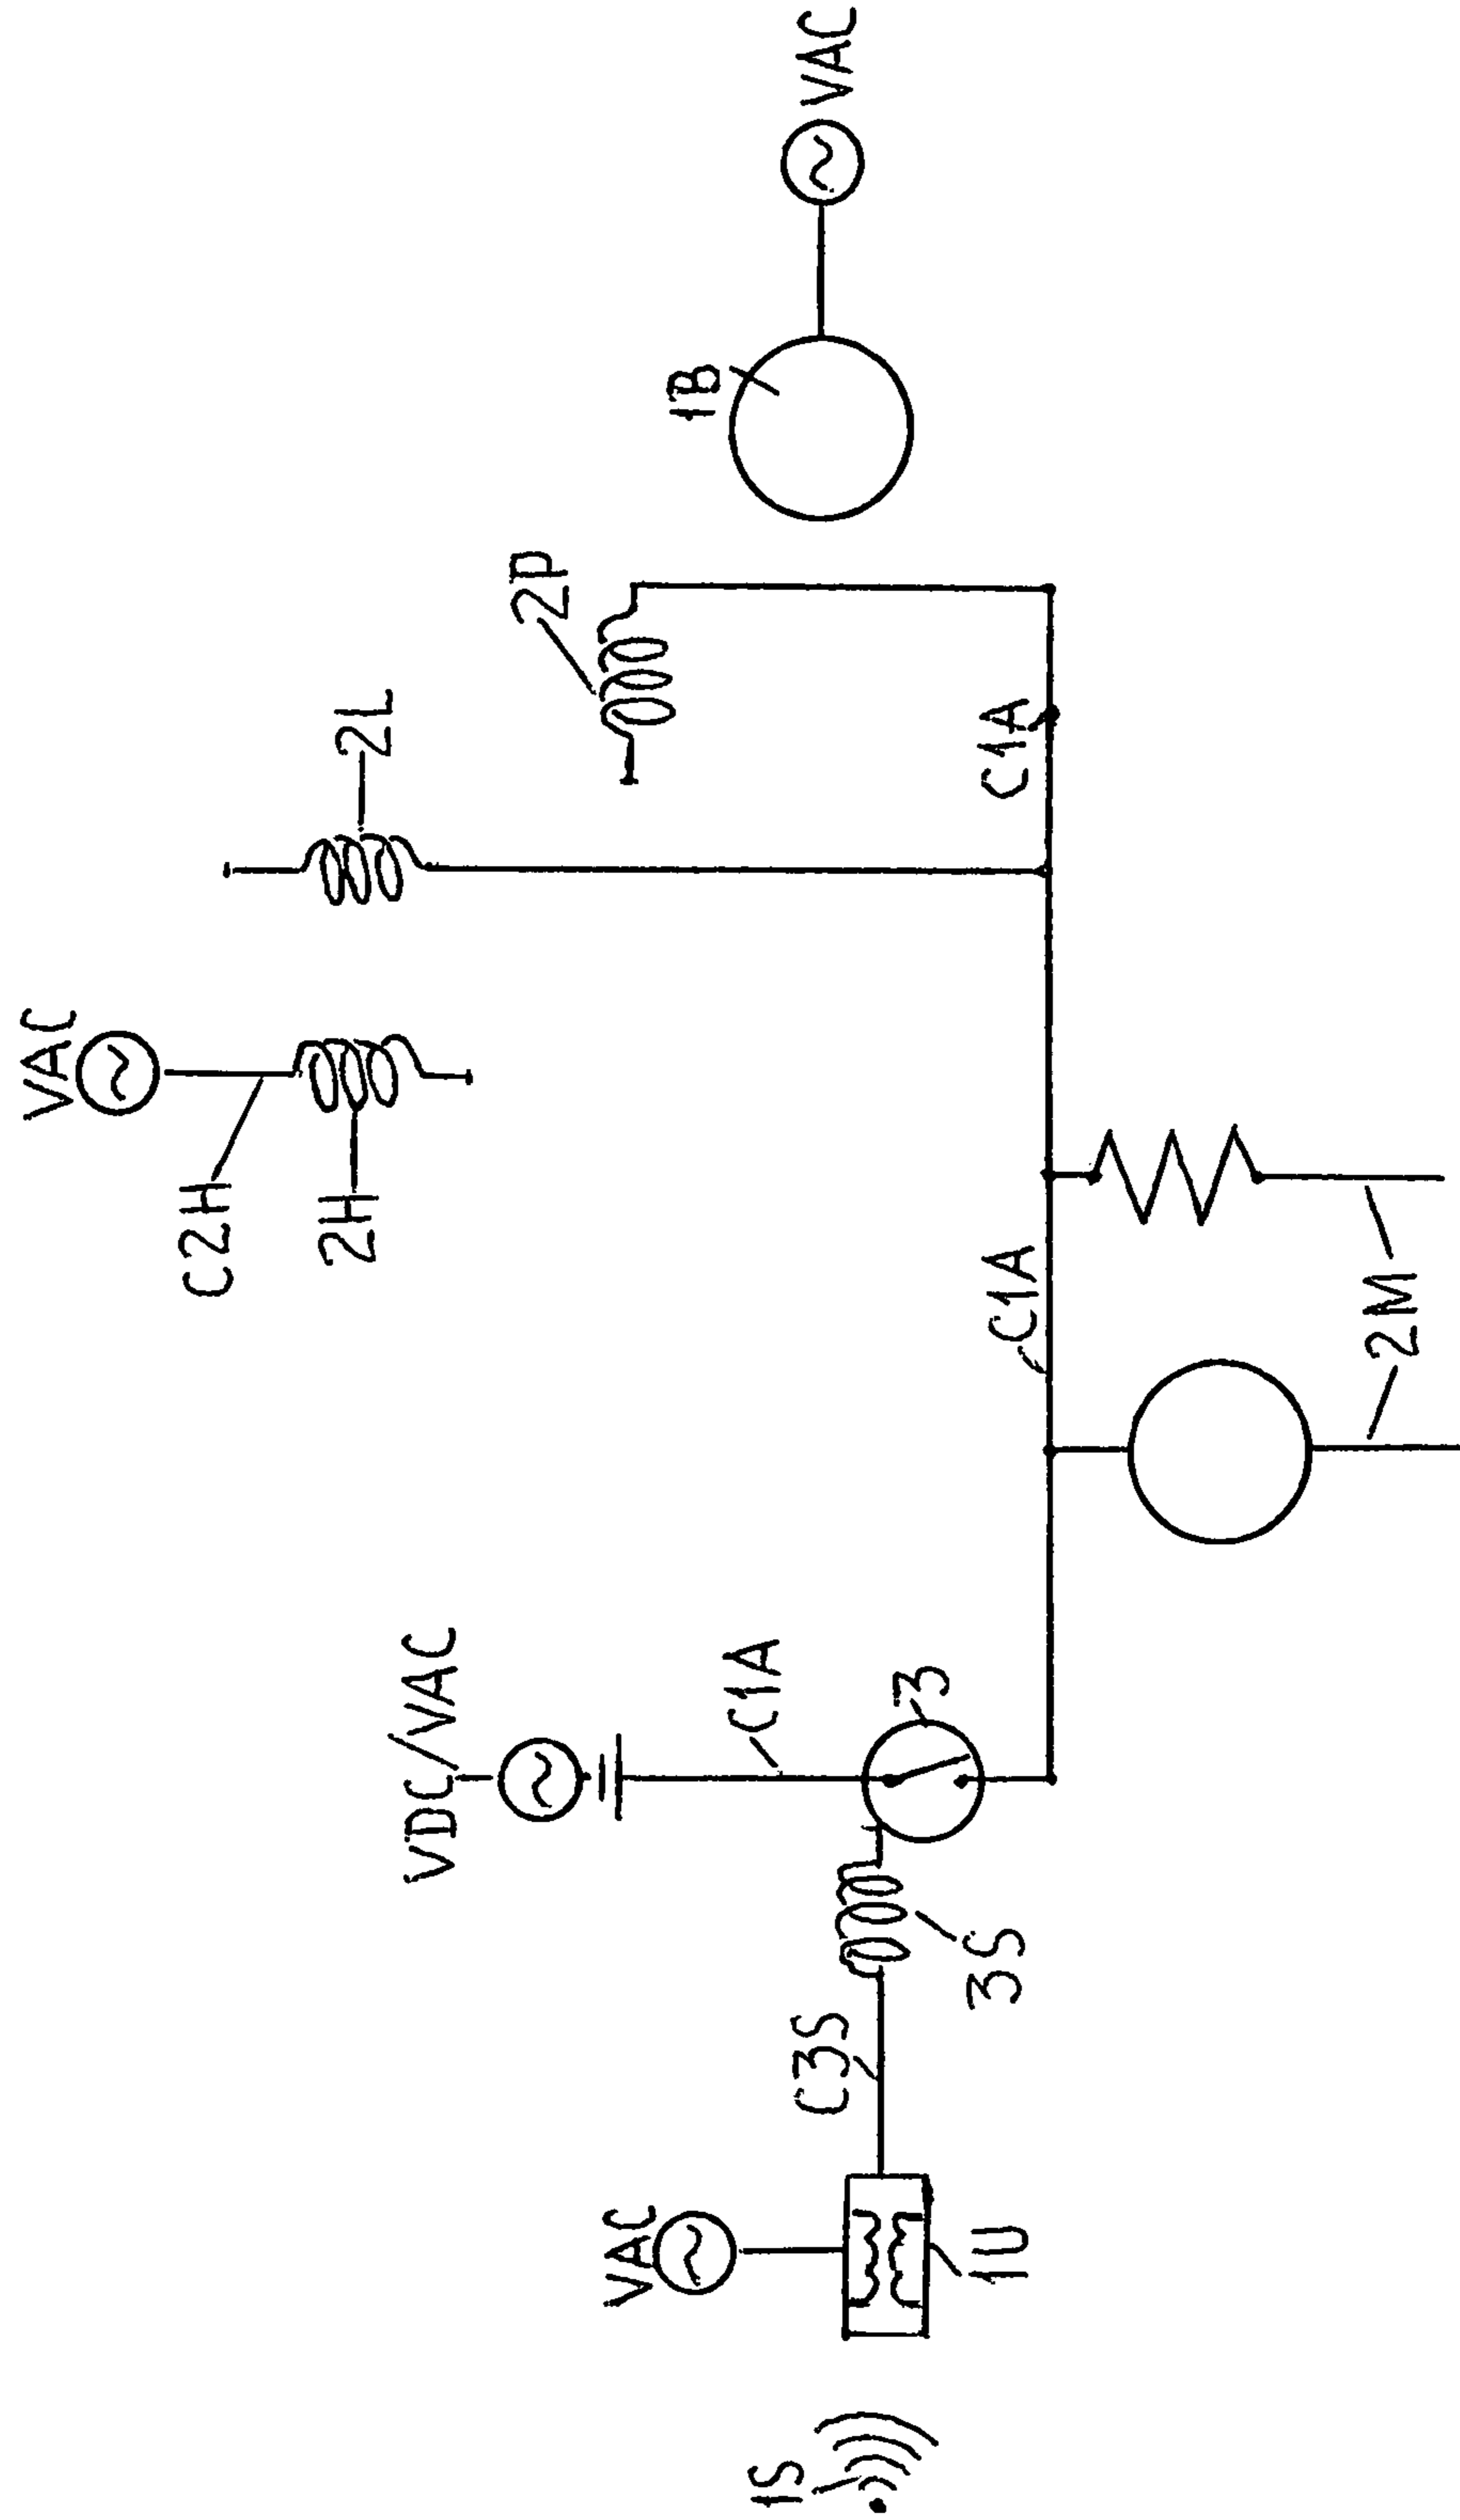 VAC
C2H
2H
2L
VDC/VAC
2P
VAC
1B
C1A
1S
C3S
VAC
3
3S
1U
C1A
C1A
2M